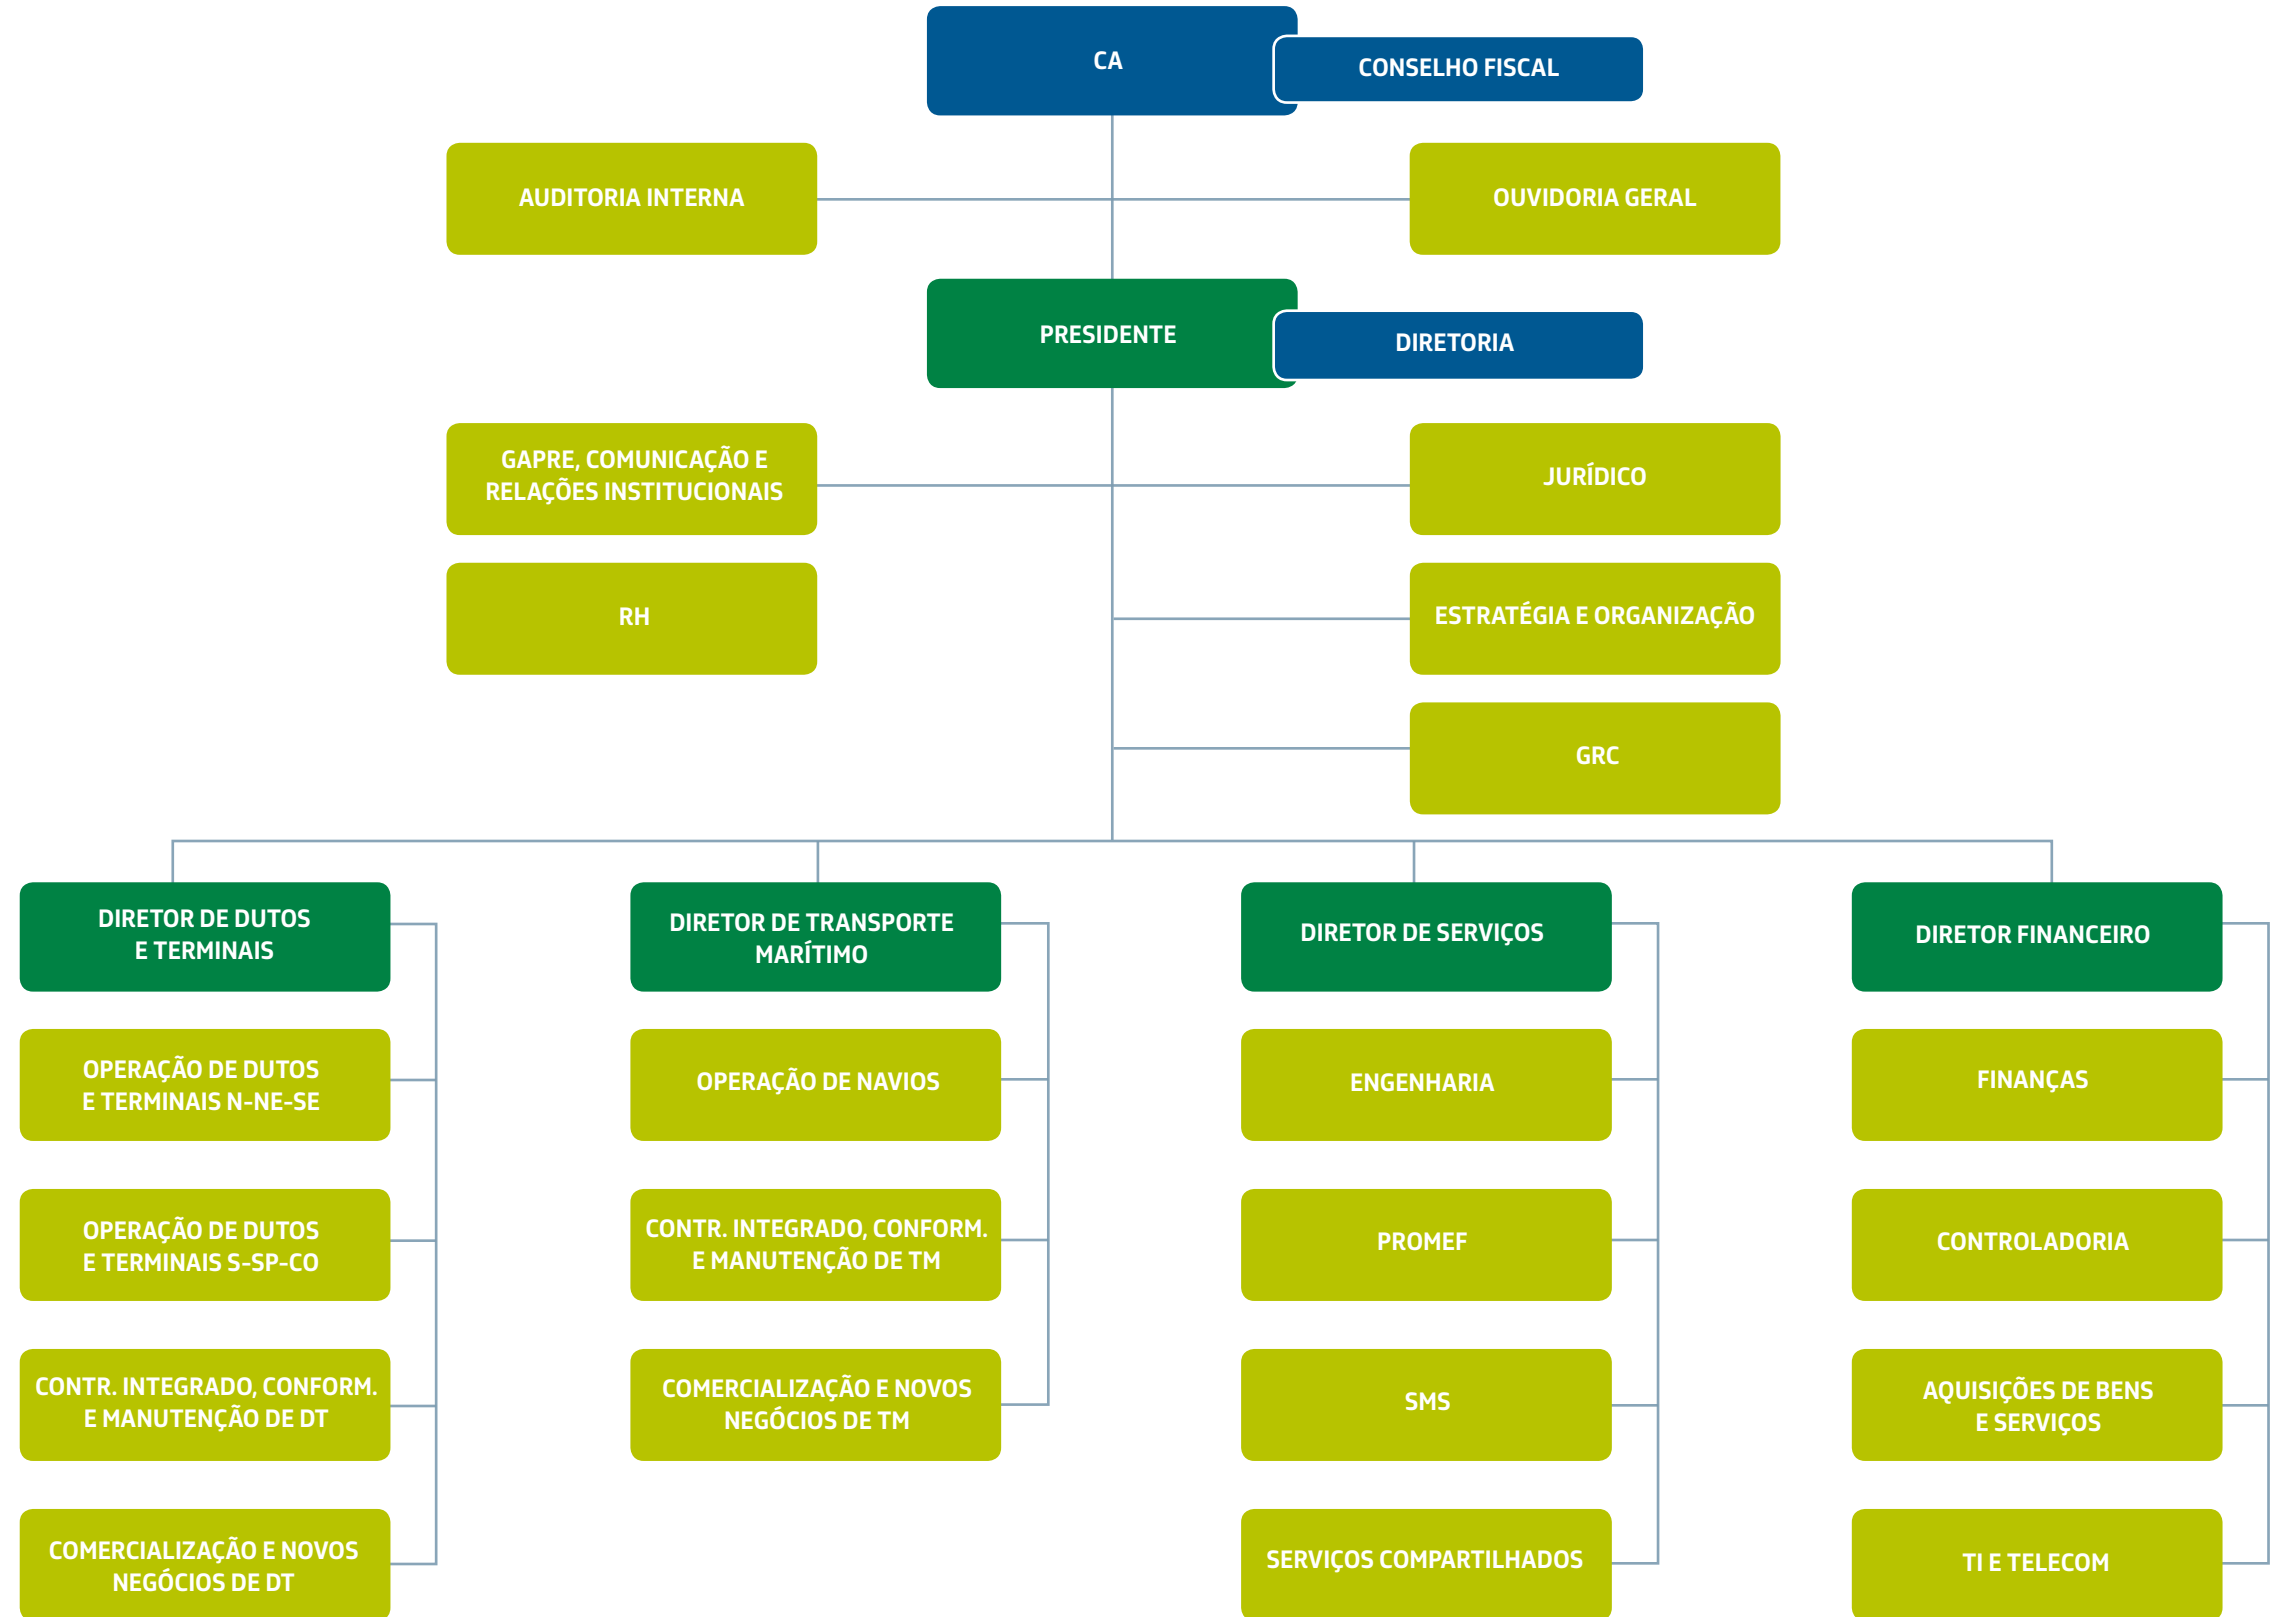 CA
CONSELHO FISCAL
AUDITORIA INTERNA
OUVIDORIA GERAL
PRESIDENTE
DIRETORIA
GAPRE, COMUNICAÇÃO E
RELAÇÕES INSTITUCIONAIS
JURÍDICO
RH
ESTRATÉGIA E ORGANIZAÇÃO
GRC
DIRETOR DE DUTOS
E TERMINAIS
DIRETOR DE TRANSPORTE
MARÍTIMO
DIRETOR DE SERVIÇOS
DIRETOR FINANCEIRO
OPERAÇÃO DE DUTOS
E TERMINAIS N-NE-SE
OPERAÇÃO DE NAVIOS
ENGENHARIA
FINANÇAS
OPERAÇÃO DE DUTOS
E TERMINAIS S-SP-CO
CONTR. INTEGRADO, CONFORM.
E MANUTENÇÃO DE TM
PROMEF
CONTROLADORIA
CONTR. INTEGRADO, CONFORM.
E MANUTENÇÃO DE DT
COMERCIALIZAÇÃO E NOVOS
NEGÓCIOS DE TM
SMS
AQUISIÇÕES DE BENS
E SERVIÇOS
COMERCIALIZAÇÃO E NOVOS
NEGÓCIOS DE DT
SERVIÇOS COMPARTILHADOS
TI E TELECOM